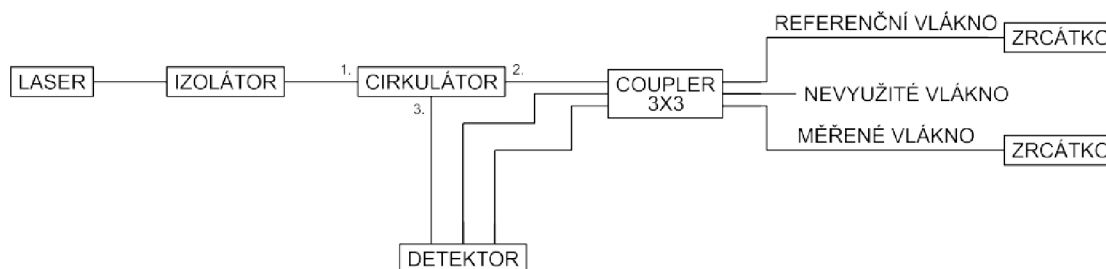 REFERENČNÍ VLÁKNO
ZRCÁTKO
LASER
IZOLÁTOR
1.
CIRKULÁTOR
2.
COUPLER
3X3
NEVYUŽITÉ VLÁKNO
3.
MĚŘENÉ VLÁKNO
ZRCÁTKO
DETEKTOR